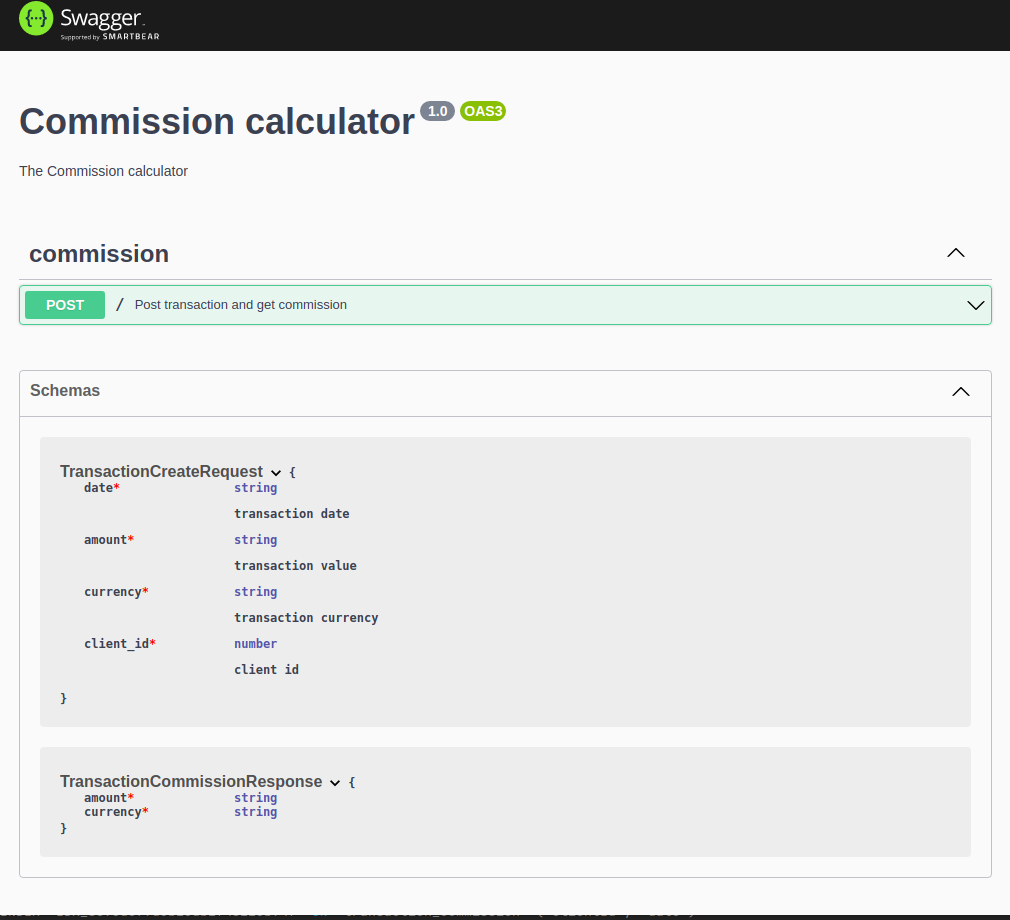 {···} Swagger.
Supported by SMARTBEAR
Commission calculator 1.0 OAS3
The Commission calculator
commission
POST / Post transaction and get commission
Schemas
TransactionCreateRequest {
date* string
transaction date
amount* string
transaction value
currency* string
transaction currency
client_id* number
client id
}
TransactionCommissionResponse {
amount* string
currency* string
}